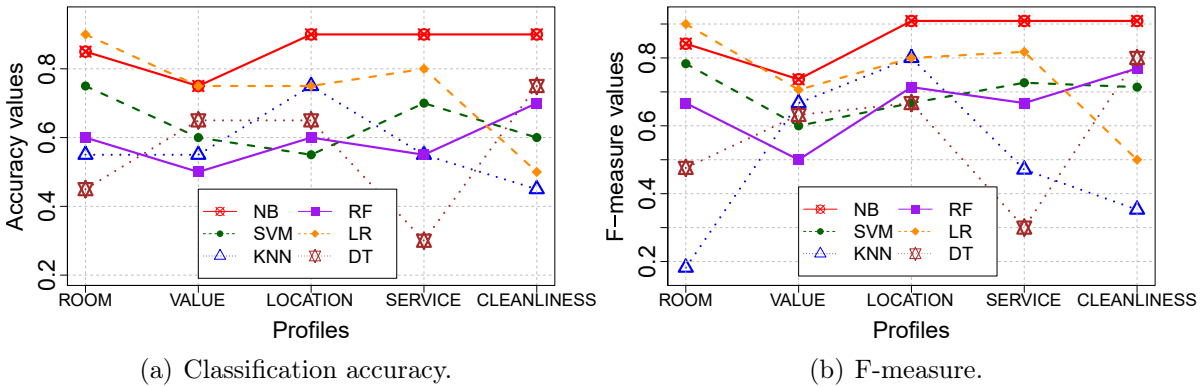 Accuracy values
0.8
0.6
0.4
0.2
NB RF
SVM LR
KNN DT
ROOM VALUE LOCATION SERVICE CLEANLINESS
Profiles
(a) Classification accuracy.
F−measure values
0.8
0.6
0.4
0.2
NB RF
SVM LR
KNN DT
ROOM VALUE LOCATION SERVICE CLEANLINESS
Profiles
(b) F-measure.